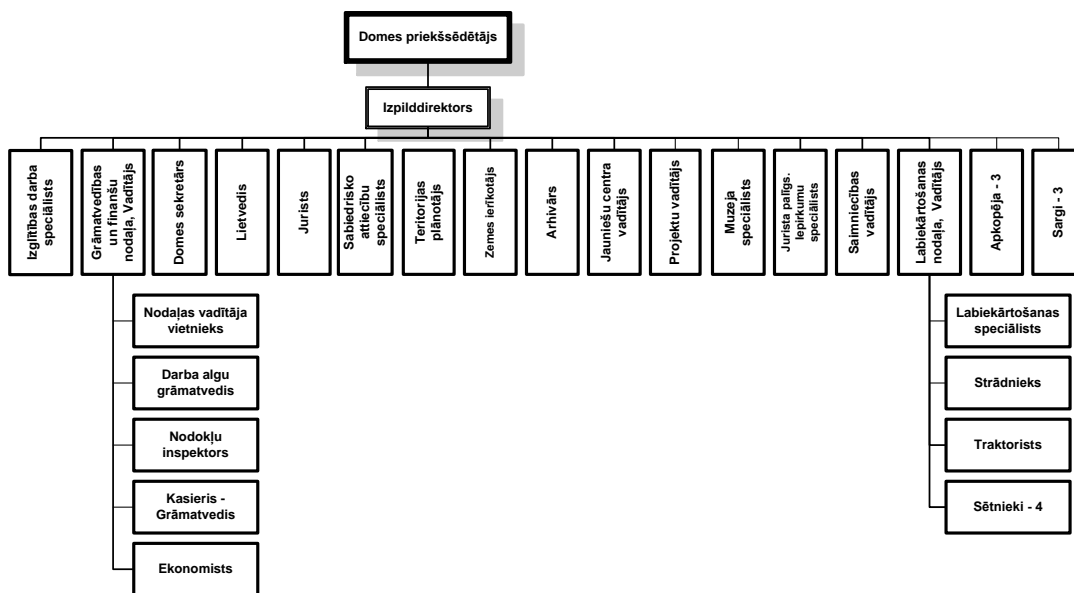 Domes priekšsēdētājs
Izpilddirektors
Izglītības darba
speciālists
Grāmatvedības
un finanšu
nodaļa, Vadītājs
Domes sekretārs
Lietvedis
Jurists
Sabiedrisko
attiecību
speciālists
Teritorijas
plānotājs
Zemes ierīkotājs
Arhivārs
Jauniešu centra
vadītājs
Projektu vadītājs
Muzeja
speciālists
Jurista palīgs.
Iepirkumu
speciālists
Saimniecības
vadītājs
Labiekārtošanas
nodaļa, Vadītājs
Apkopēja - 3
Sargi - 3
Nodaļas vadītāja
vietnieks
Darba algu
grāmatvedis
Nodokļu
inspektors
Kasieris -
Grāmatvedis
Ekonomists
Labiekārtošanas
speciālists
Strādnieks
Traktorists
Sētnieki - 4